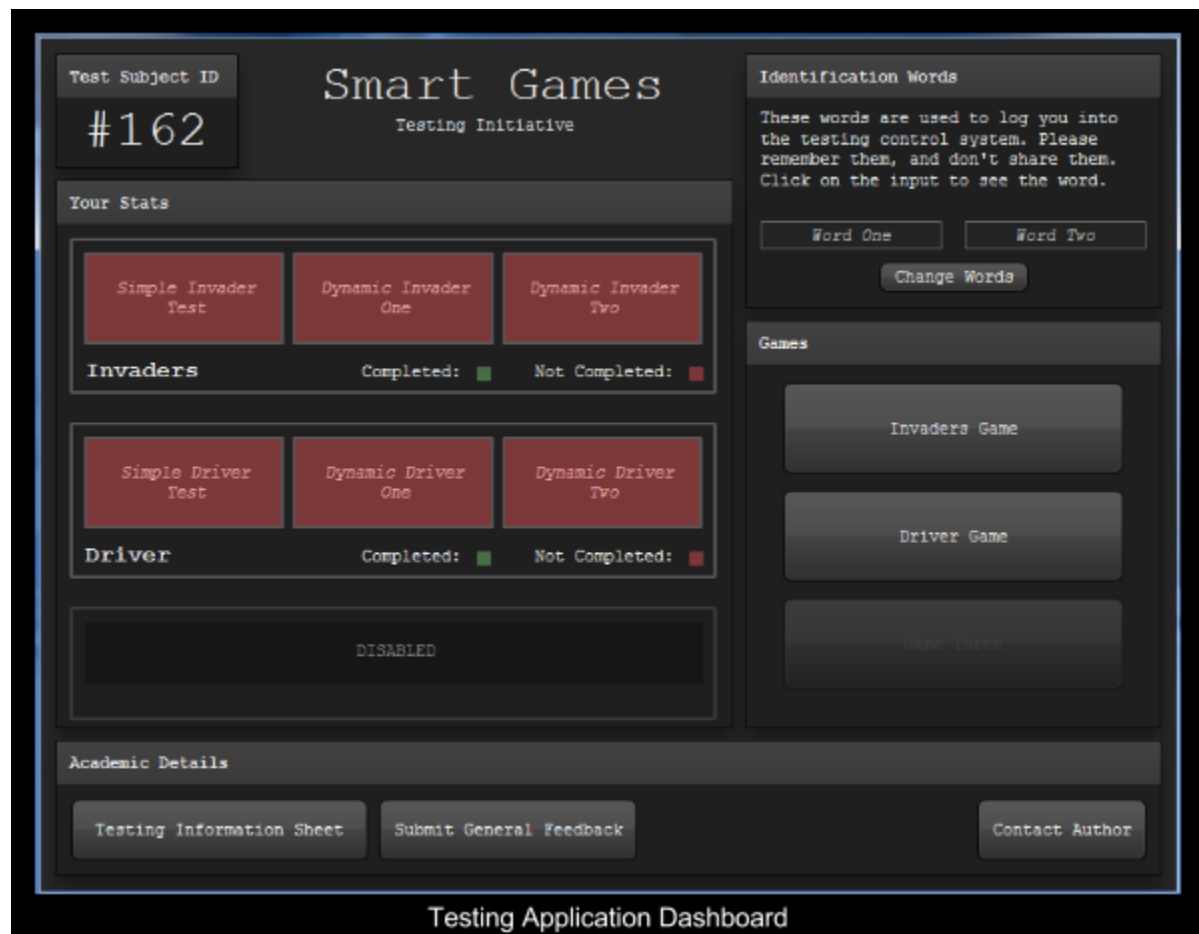 Test Subject ID
#162
Smart Games
Testing Initiative
Identification Words
These words are used to log you into
the testing control system. Please
remember them, and don't share them.
Click on the input to see the word.
Word One
Word Two
Change Words
Your Stats
Simple Invader
Test
Dynamic Invader
One
Dynamic Invader
Two
Invaders
Completed:
Not Completed:
Simple Driver
Test
Dynamic Driver
One
Dynamic Driver
Two
Driver
Completed:
Not Completed:
DISABLED
Games
Invaders Game
Driver Game
Game Three
Academic Details
Testing Information Sheet
Submit General Feedback
Contact Author
Testing Application Dashboard